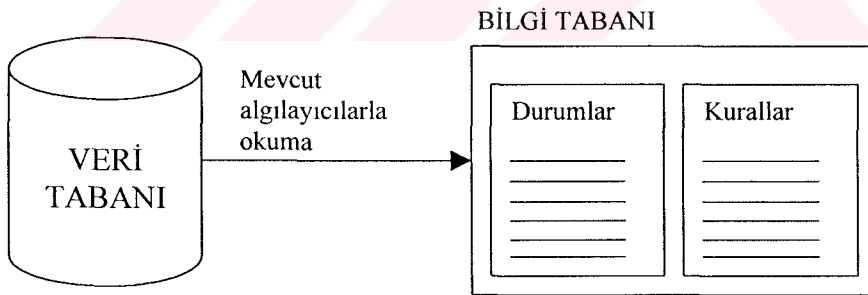 BİLGİ TABANI
Mevcut
algılayıcılarla
okuma
VERİ
TABANI
Durumlar
Kurallar